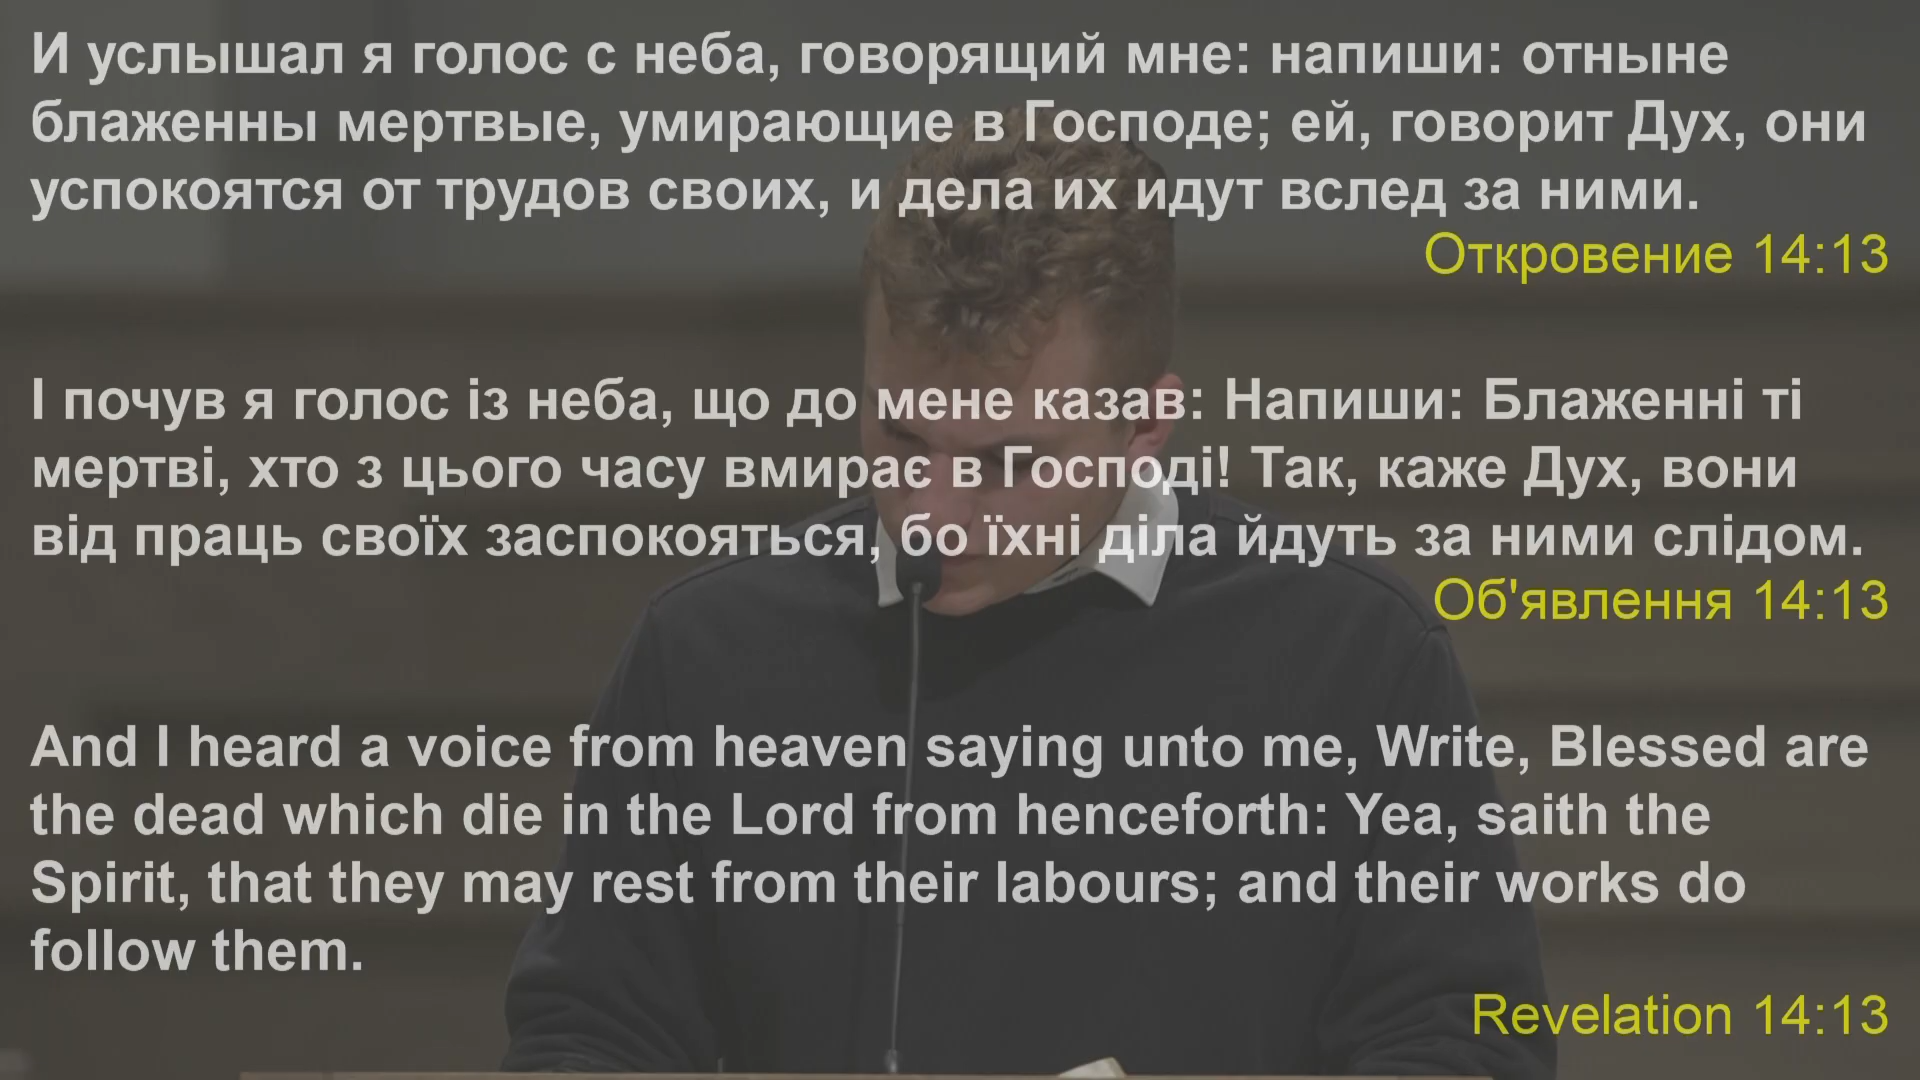 И услышал я голос с неба, говорящий мне: напиши: отныне
блаженны мертвые, умирающие в Господе; ей, говорит Дух, они
успокоятся от трудов своих, и дела их идут вслед за ними.
Откровение 14:13
І почув я голос із неба, що до мене казав: Напиши: Блаженні ті
мертві, хто з цього часу вмирає в Господі! Так, каже Дух, вони
від праць своїх заспокояться, бо їхні діла йдуть за ними слідом.
Об'явлення 14:13
And I heard a voice from heaven saying unto me, Write, Blessed are
the dead which die in the Lord from henceforth: Yea, saith the
Spirit, that they may rest from their labours; and their works do
follow them.
Revelation 14:13